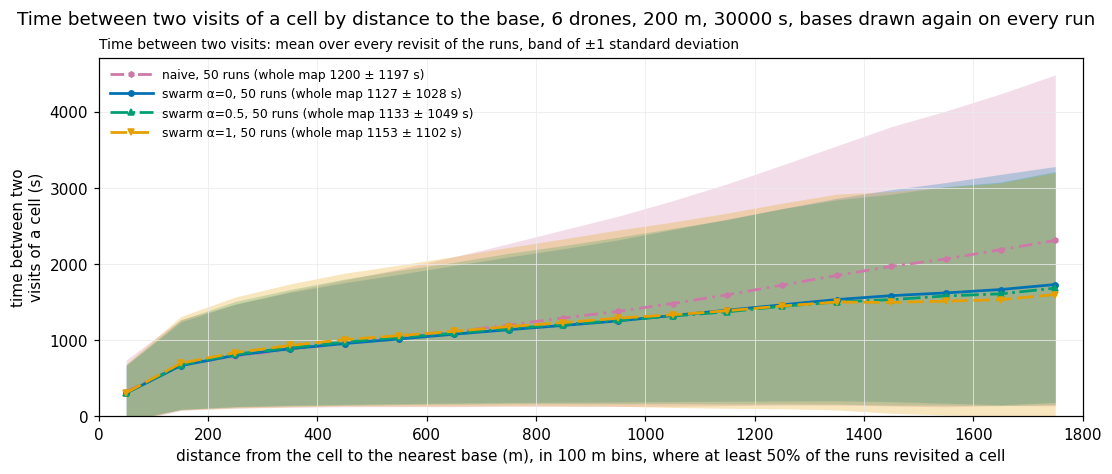 Time between two visits of a cell by distance to the base, 6 drones, 200 m, 30000 s, bases drawn again on every run
Time between two visits: mean over every revisit of the runs, band of ±1 standard deviation
naive, 50 runs (whole map 1200 ± 1197 s)
swarm α=0, 50 runs (whole map 1127 ± 1028 s)
swarm α=0.5, 50 runs (whole map 1133 ± 1049 s)
swarm α=1, 50 runs (whole map 1153 ± 1102 s)
time between two
visits of a cell (s)
4000
3000
2000
1000
0
0 200 400 600 800 1000 1200 1400 1600 1800
distance from the cell to the nearest base (m), in 100 m bins, where at least 50% of the runs revisited a cell